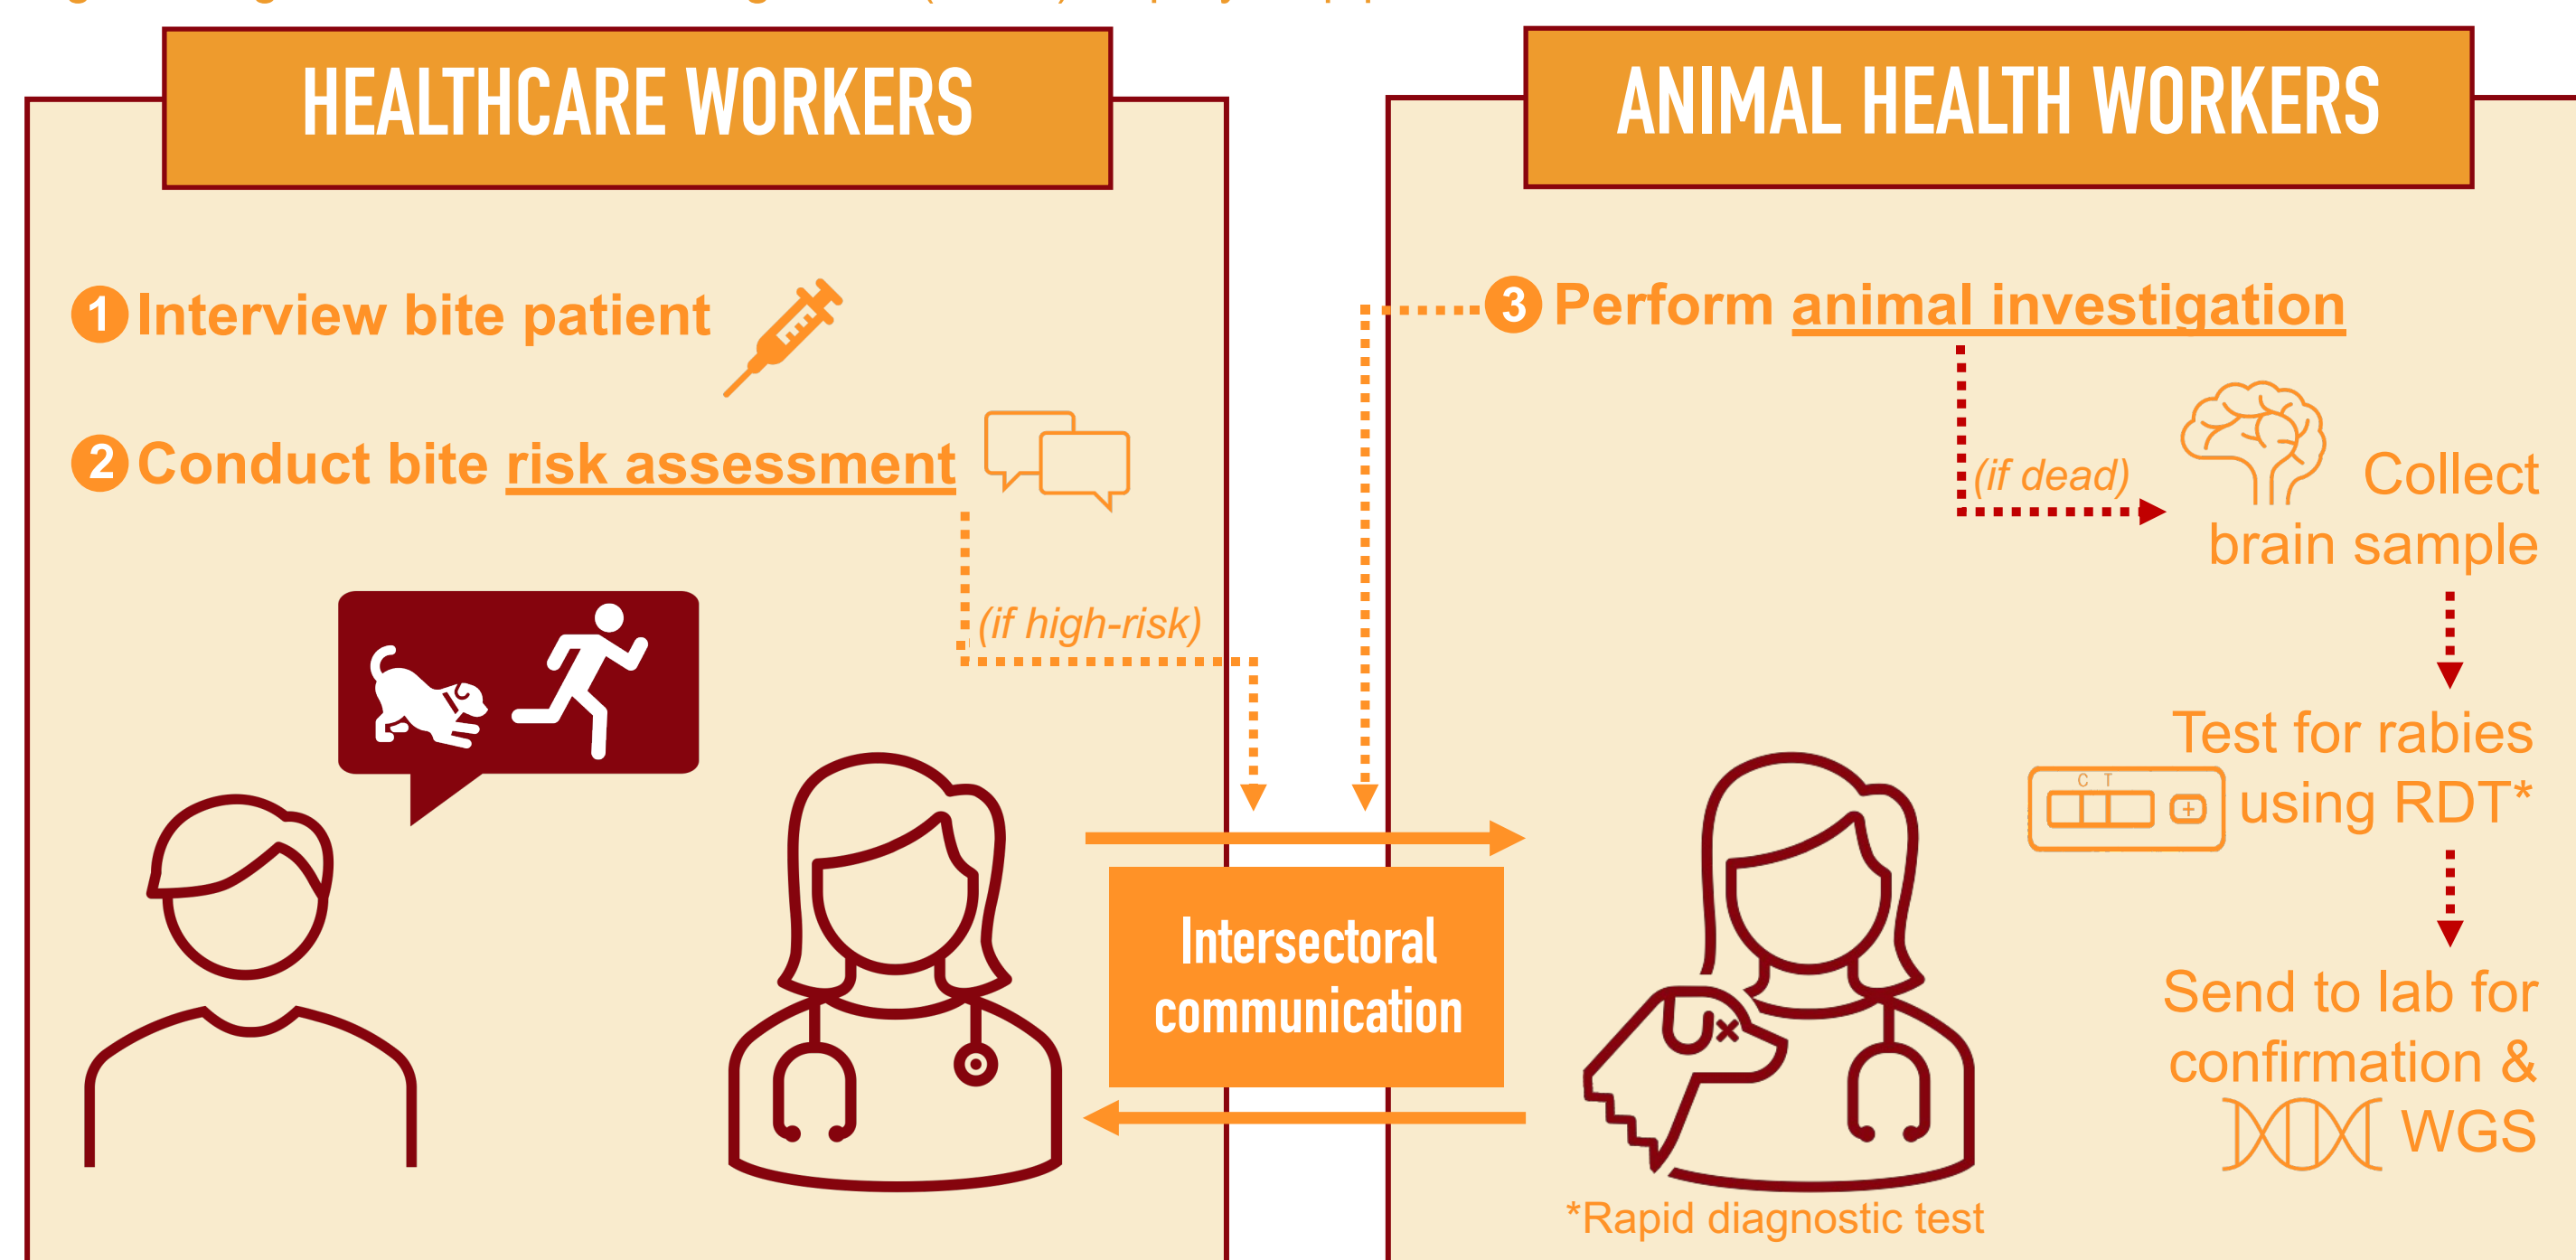 HEALTHCARE WORKERS
1 Interview bite patient
2 Conduct bite risk assessment
(if high-risk)
Intersectoral
communication
ANIMAL HEALTH WORKERS
3 Perform animal investigation
(if dead)
Collect
brain sample
Test for rabies
C T
using RDT*
Send to lab for
confirmation &
WGS
*Rapid diagnostic test